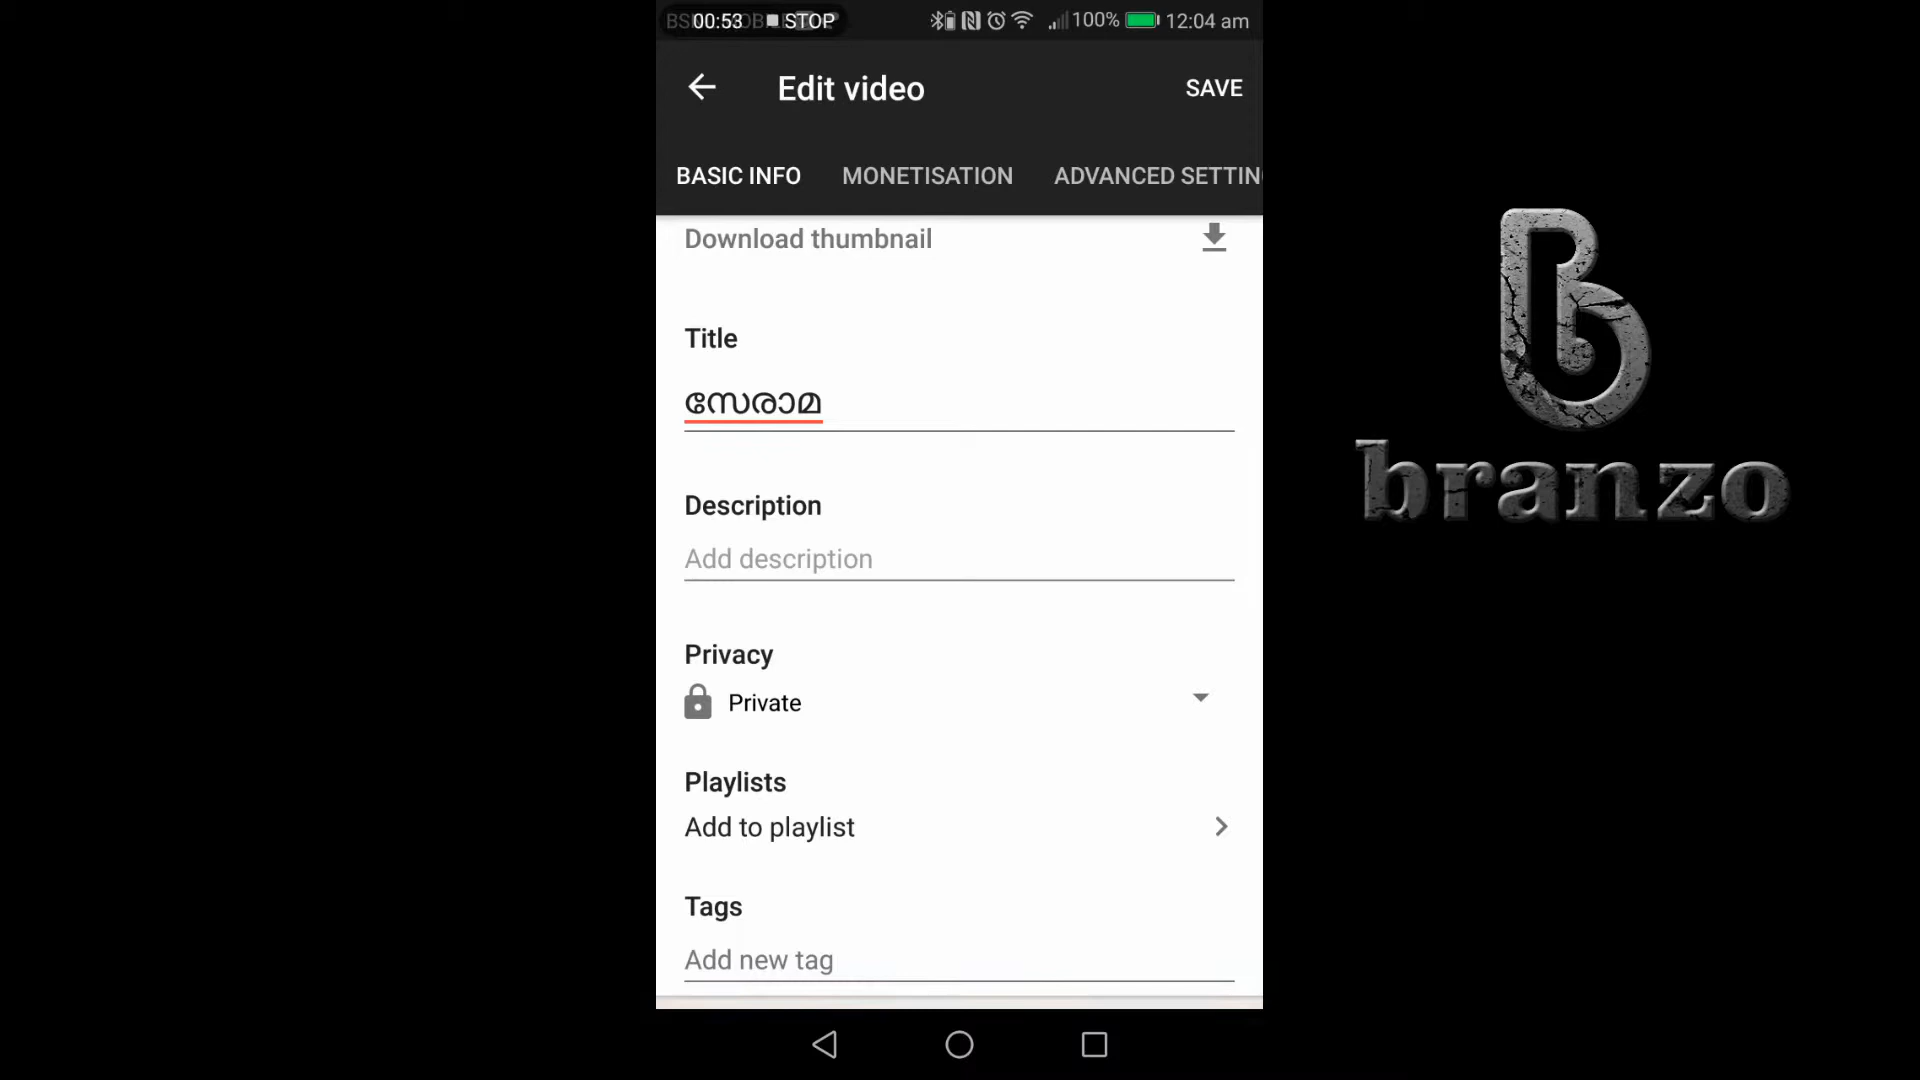 00:53 STOP 100% 12:04 am
Edit video SAVE
BASIC INFO MONETISATION ADVANCED SETTIN
Download thumbnail
Title
സേരാമ
Description
Add description
Privacy
Private
Playlists
Add to playlist
Tags
Add new tag
branzo